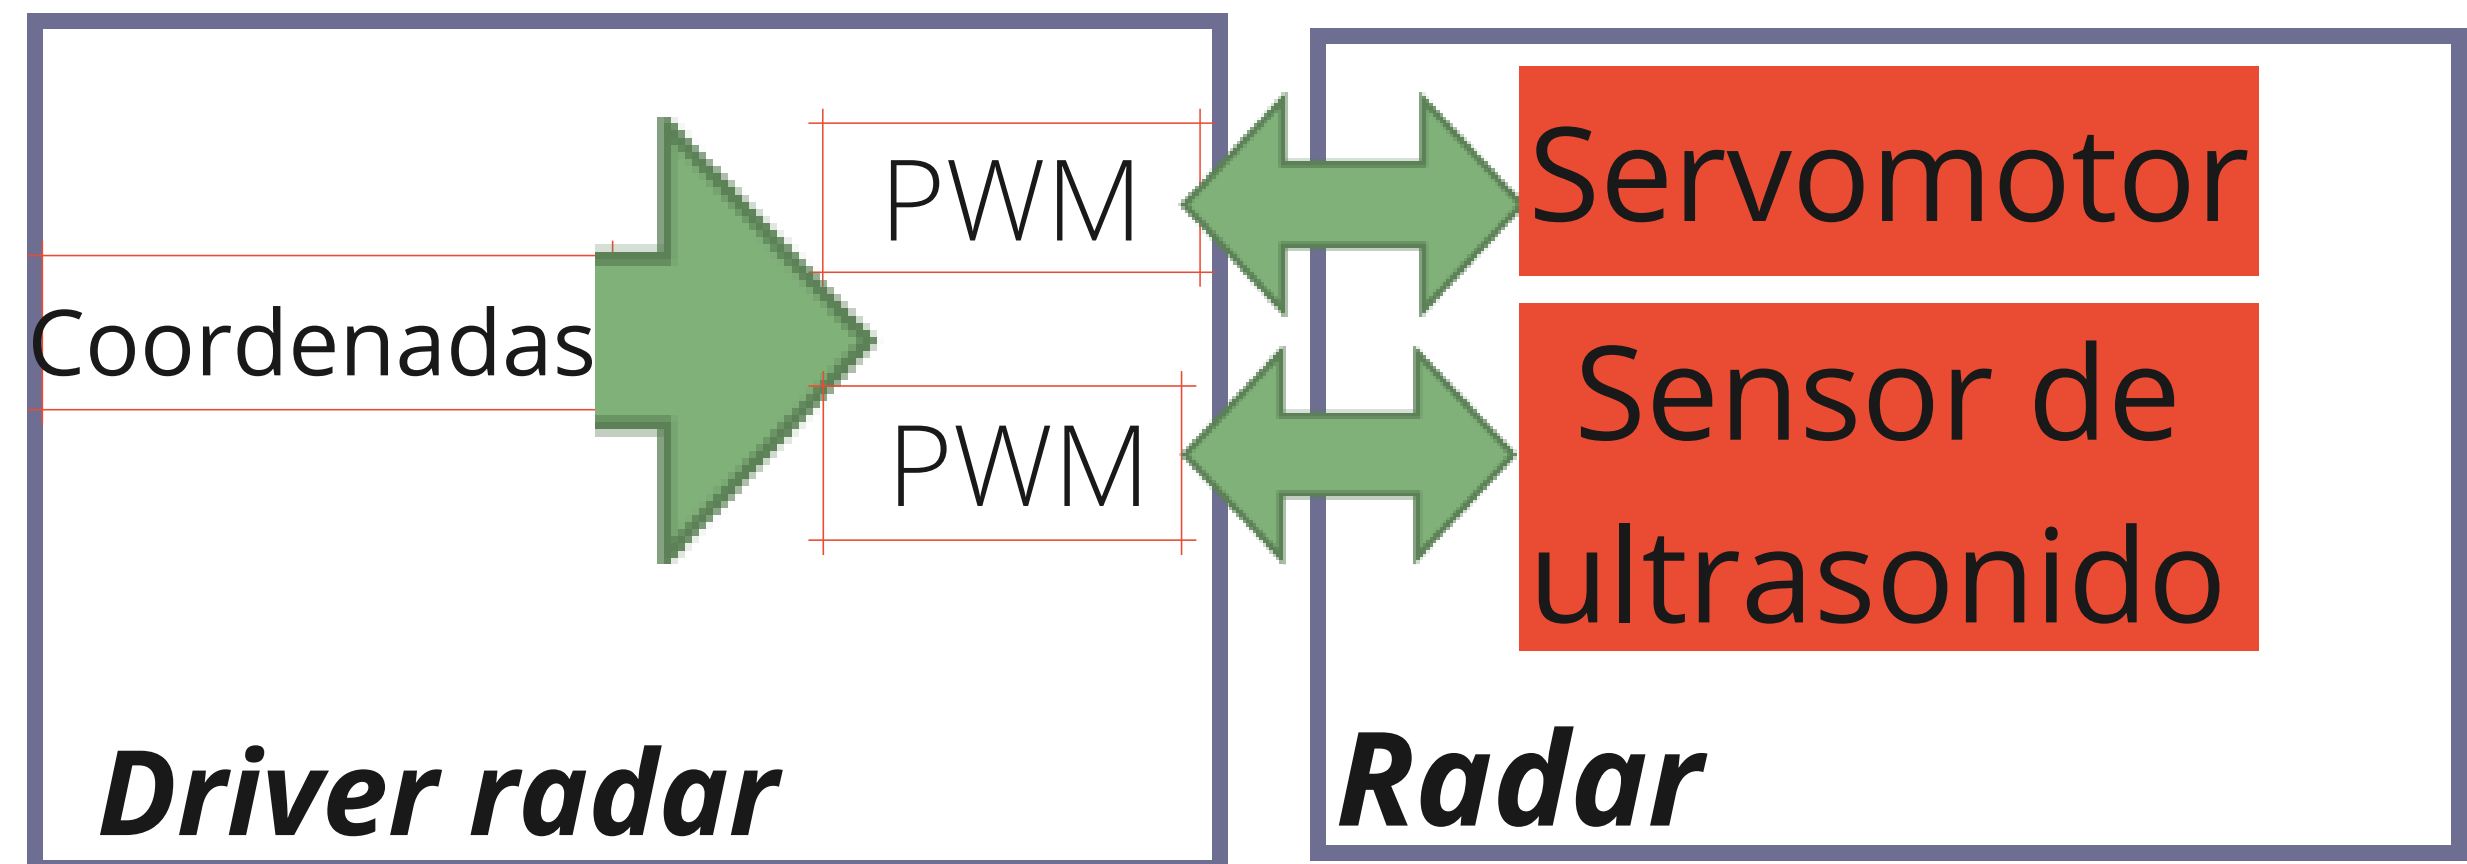 Coordenadas
PWM
PWM
Driver radar
Servomotor
Sensor de
ultrasonido
Radar